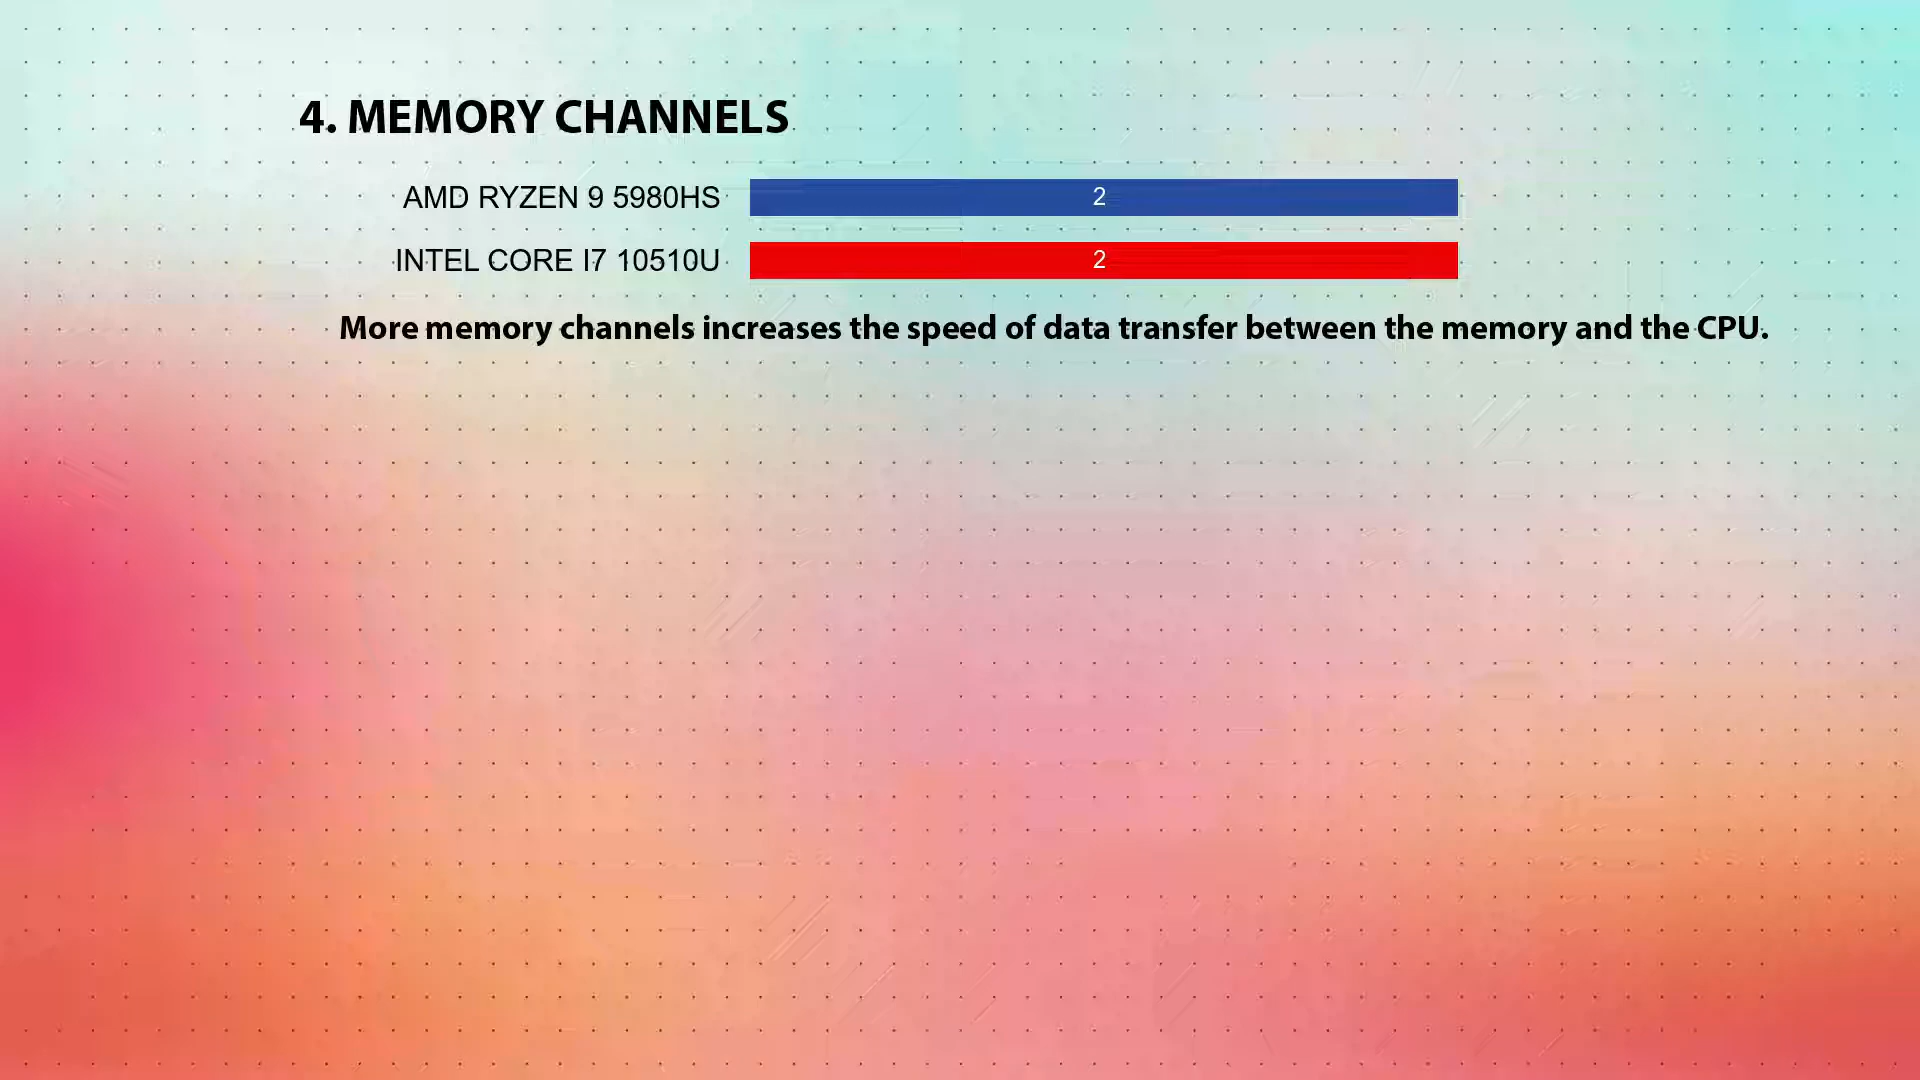 4. MEMORY CHANNELS
AMD RYZEN 9 5980HS 2
INTEL CORE I7 10510U 2
More memory channels increases the speed of data transfer between the memory and the CPU.